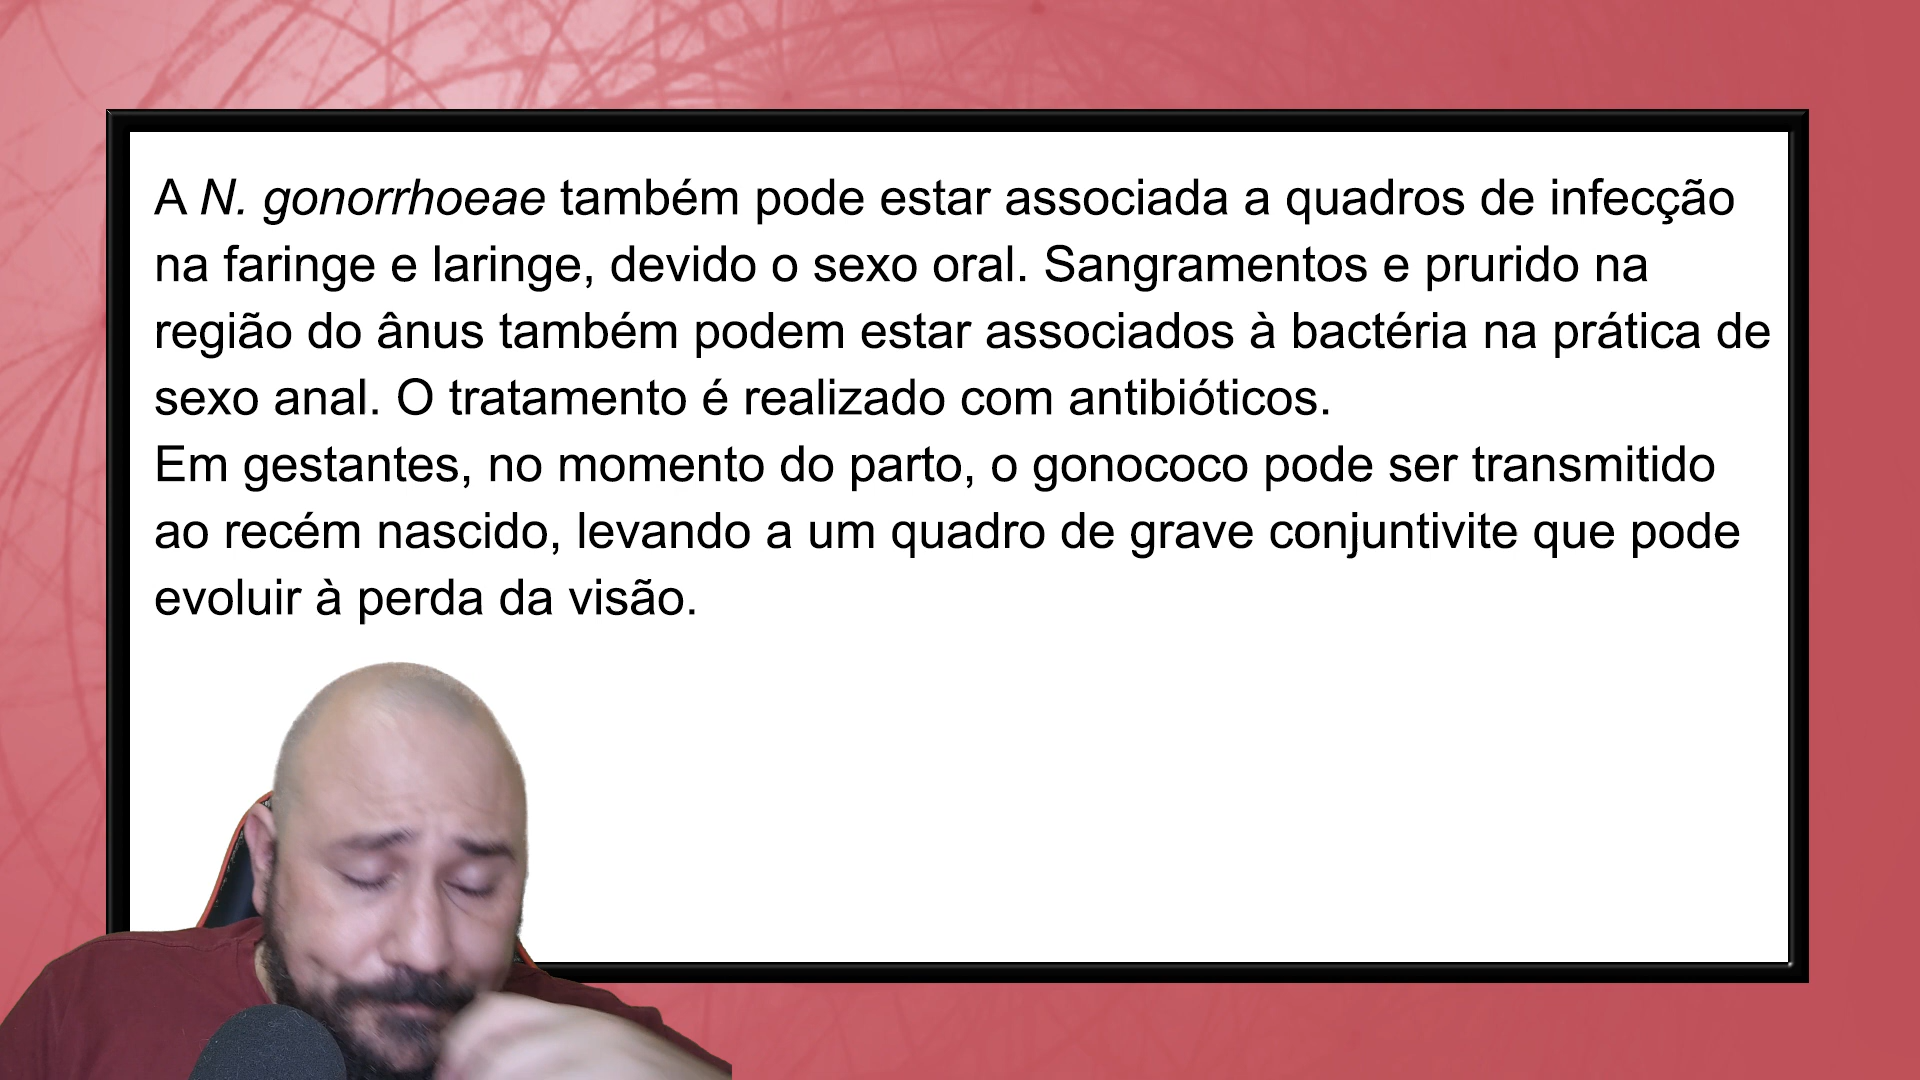 A N. gonorrhoeae também pode estar associada a quadros de infecção
na faringe e laringe, devido o sexo oral. Sangramentos e prurido na
região do ânus também podem estar associados à bactéria na prática de
sexo anal. O tratamento é realizado com antibióticos.
Em gestantes, no momento do parto, o gonococo pode ser transmitido
ao recém nascido, levando a um quadro de grave conjuntivite que pode
evoluir à perda da visão.